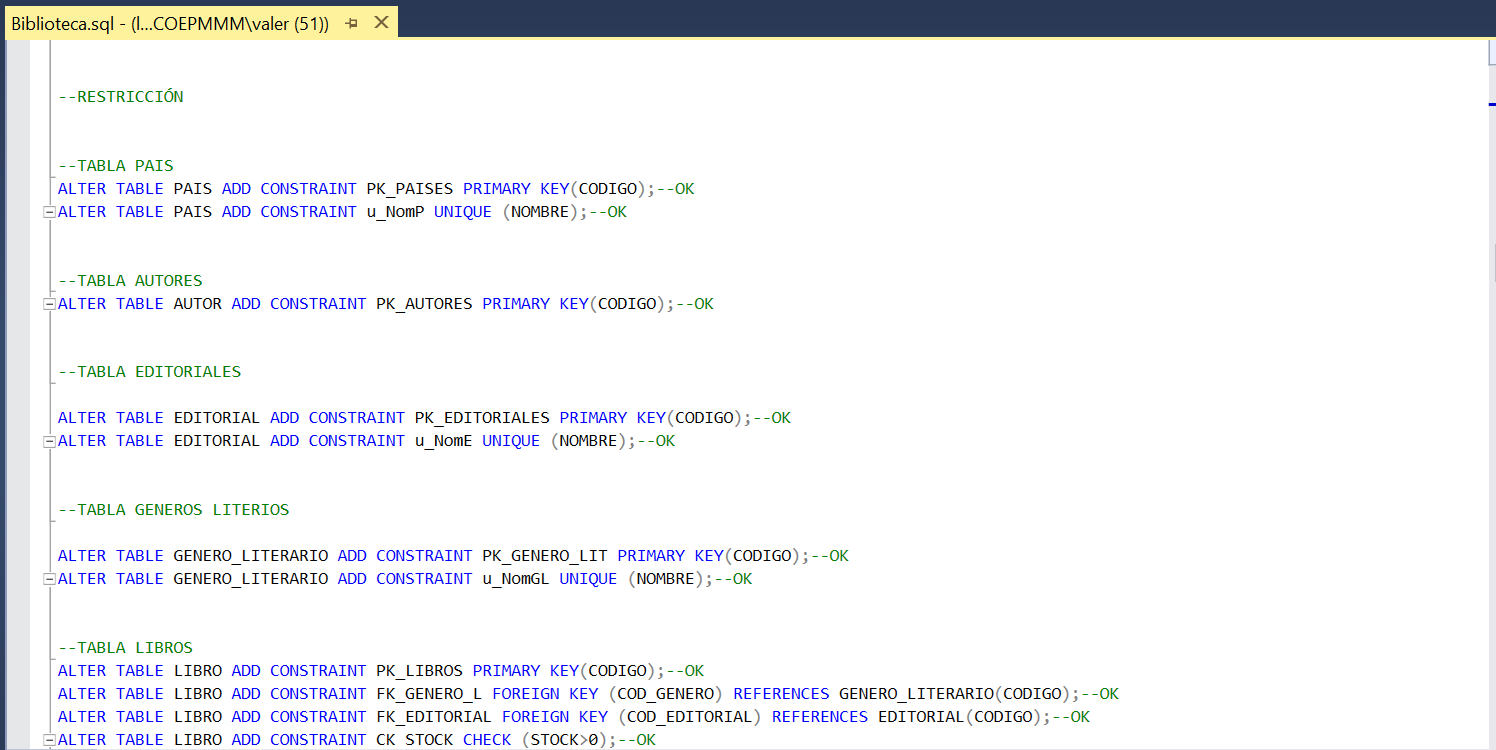 Biblioteca.sql - (l...COEPMMM\valer (51))
--RESTRICCIÓN
--TABLA PAIS
ALTER TABLE PAIS ADD CONSTRAINT PK_PAISES PRIMARY KEY(CODIGO);--OK
ALTER TABLE PAIS ADD CONSTRAINT u_NomP UNIQUE (NOMBRE);--OK
--TABLA AUTORES
ALTER TABLE AUTOR ADD CONSTRAINT PK_AUTORES PRIMARY KEY(CODIGO);--OK
--TABLA EDITORIALES
ALTER TABLE EDITORIAL ADD CONSTRAINT PK_EDITORIALES PRIMARY KEY(CODIGO);--OK
ALTER TABLE EDITORIAL ADD CONSTRAINT u_NomE UNIQUE (NOMBRE);--OK
--TABLA GENEROS LITERIOS
ALTER TABLE GENERO_LITERARIO ADD CONSTRAINT PK_GENERO_LIT PRIMARY KEY(CODIGO);--OK
ALTER TABLE GENERO_LITERARIO ADD CONSTRAINT u_NomGL UNIQUE (NOMBRE);--OK
--TABLA LIBROS
ALTER TABLE LIBRO ADD CONSTRAINT PK_LIBROS PRIMARY KEY(CODIGO);--OK
ALTER TABLE LIBRO ADD CONSTRAINT FK_GENERO_L FOREIGN KEY (COD_GENERO) REFERENCES GENERO_LITERARIO(CODIGO);--OK
ALTER TABLE LIBRO ADD CONSTRAINT FK_EDITORIAL FOREIGN KEY (COD_EDITORIAL) REFERENCES EDITORIAL(CODIGO);--OK
ALTER TABLE LIBRO ADD CONSTRAINT CK_STOCK CHECK (STOCK>0);--OK